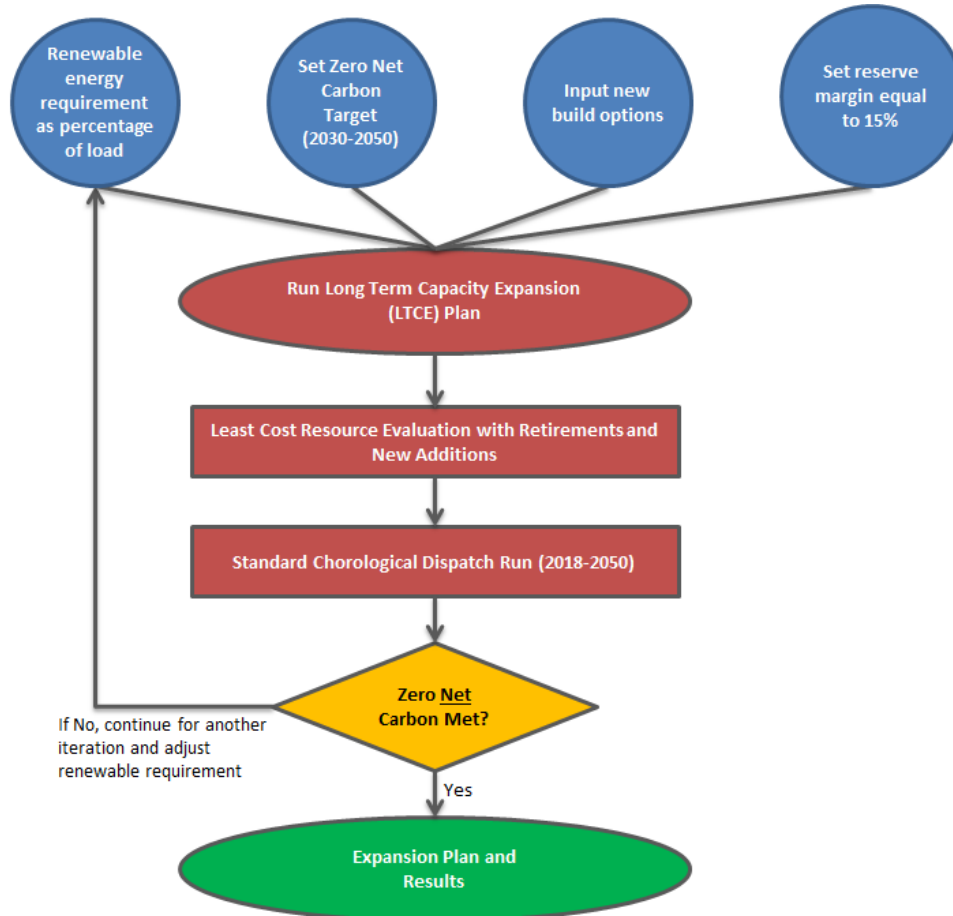 Renewable
energy
requirement
as percentage
of load
Set Zero Net
Carbon
Target
(2030-2050)
Input new
build options
Set reserve
margin equal
to 15%
Run Long Term Capacity Expansion
(LTCE) Plan
Least Cost Resource Evaluation with Retirements and
New Additions
Standard Chorological Dispatch Run (2018-2050)
Zero Net
Carbon Met?
If No, continue for another
iteration and adjust
renewable requirement
Yes
Expansion Plan and
Results